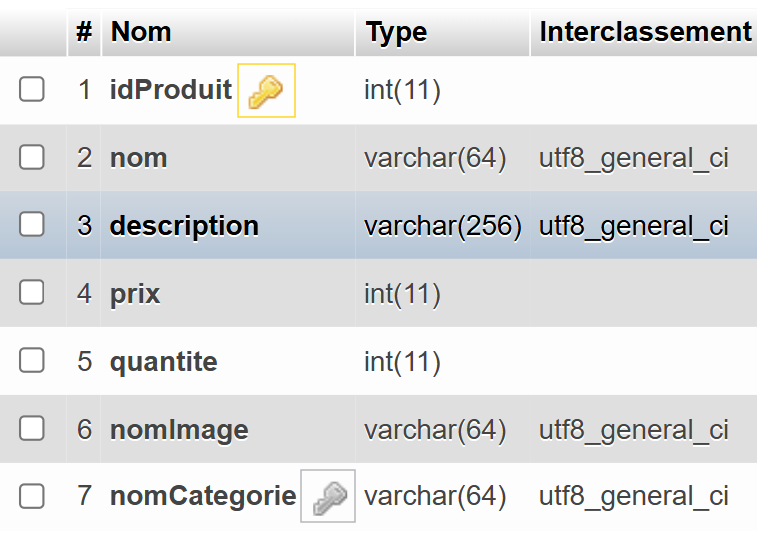 # Nom Type Interclassement
1 idProduit int(11)
2 nom varchar(64) utf8_general_ci
3 description varchar(256) utf8_general_ci
4 prix int(11)
5 quantite int(11)
6 nomImage varchar(64) utf8_general_ci
7 nomCategorie varchar(64) utf8_general_ci